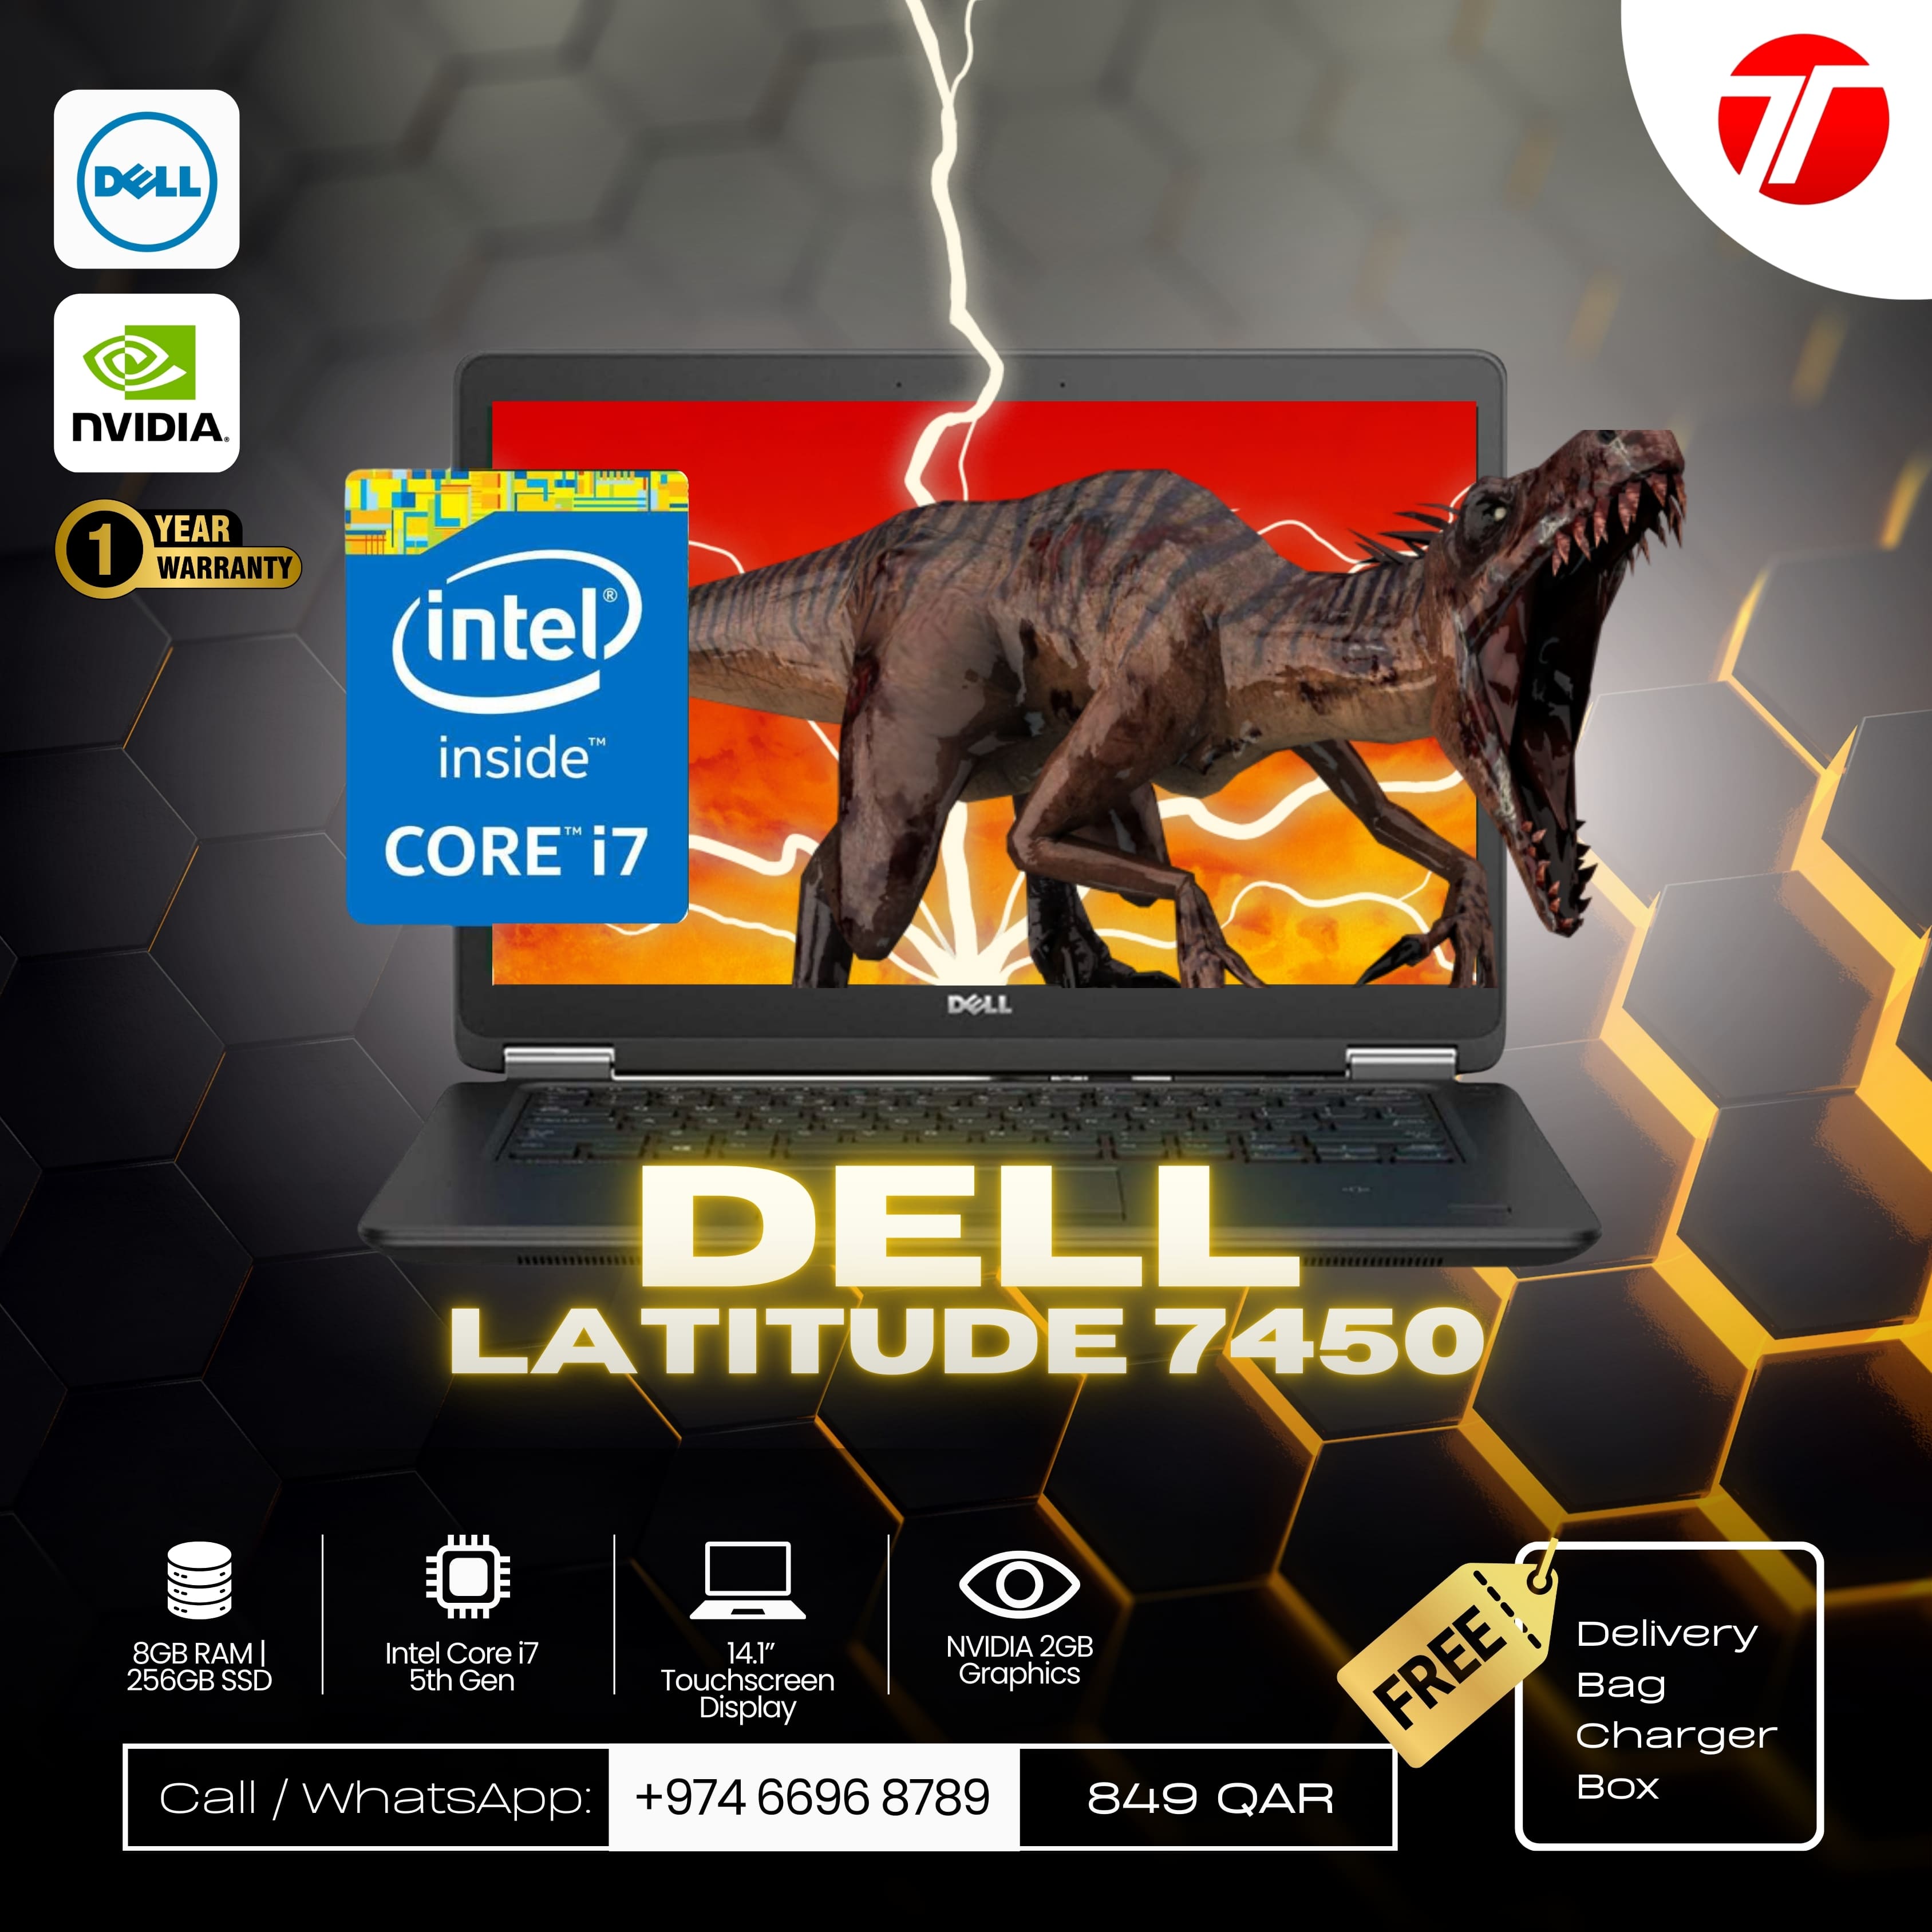 DELL
NVIDIA.
1
YEAR
WARRANTY
intel®
inside™
CORE™ i7
DELL
DELL
LATITUDE 7450
8GB RAM |
256GB SSD
Intel Core i7
5th Gen
14.1”
Touchscreen
Display
NVIDIA 2GB
Graphics
FREE
Delivery
Bag
Charger
Box
Call / WhatsApp:
+974 6696 8789
849 QAR